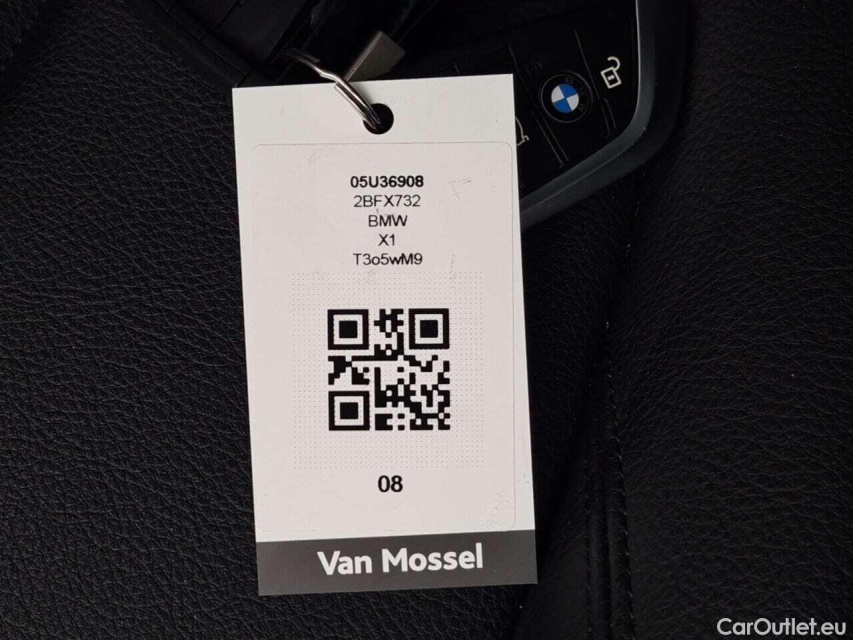 05U36908
2BFX732
BMW
X1
T3o5wM9
08
Van Mossel
CarOutlet.eu